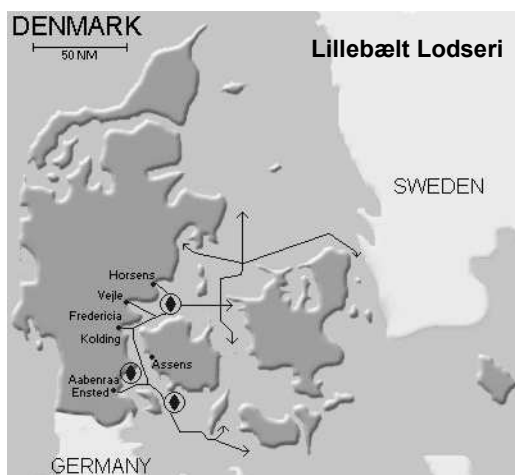 DENMARK
50 NM
Lillebælt Lodseri
SWEDEN
Horsens
Vejle
Fredericia
Kolding
Assens
Aabenraa
Ensted
GERMANY